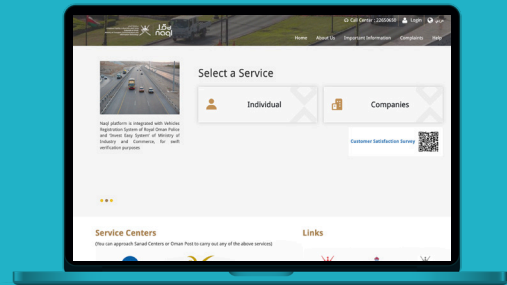 Call Center : 22650600 Login عربي
نقل
naql
Home About Us Important Information Complaints Help
Select a Service
Individual
Companies
Naql platform is integrated with Vehicles
Registration System of Royal Oman Police
and 'Invest Easy System' of Ministry of
Industry and Commerce, for swift
verification purposes
Customer Satisfaction Survey
Service Centers
(You can approach Sanad Centers or Oman Post to carry out any of the above services)
Links